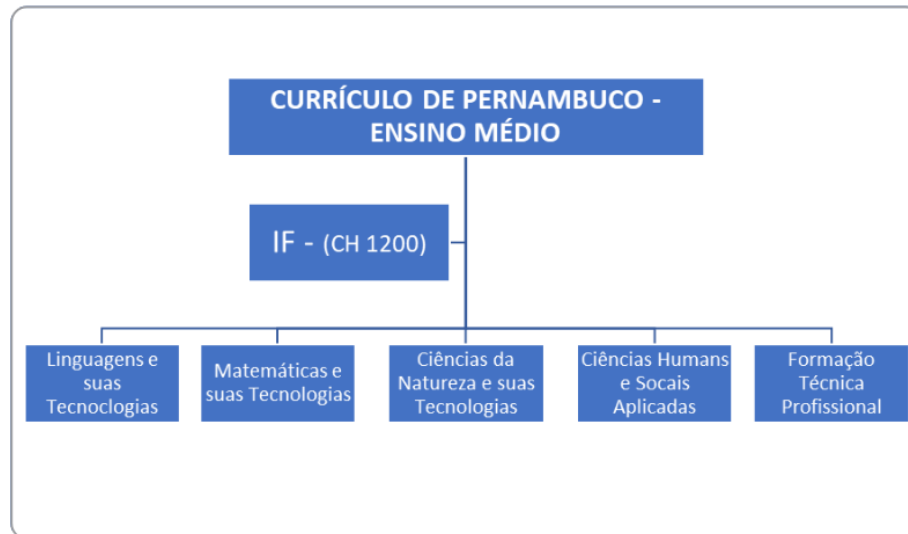 CURRÍCULO DE PERNAMBUCO -
ENSINO MÉDIO
IF - (CH 1200)
Linguagens e
suas
Tecnoclogias
Matemáticas e
suas Tecnologias
Ciências da
Natureza e suas
Tecnologias
Ciências Humans
e Socais
Aplicadas
Formação
Técnica
Profissional